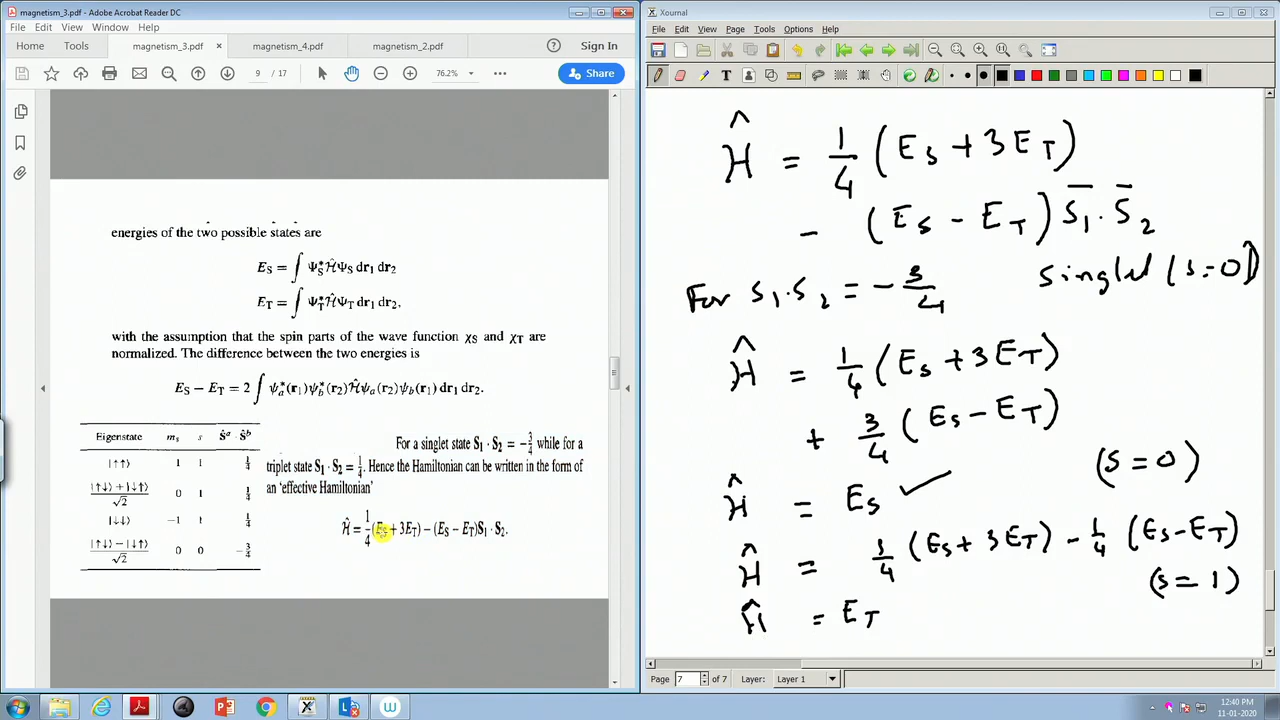 magnetism_3.pdf - Adobe Acrobat Reader DC
File Edit View Window Help
Home Tools magnetism_3.pdf × magnetism_4.pdf magnetism_2.pdf Sign In
9 / 17 76.2% Share
energies of the two possible states are
E_S = ∫ Ψ_S* Ĥ Ψ_S dr₁ dr₂
E_T = ∫ Ψ_T* Ĥ Ψ_T dr₁ dr₂,
with the assumption that the spin parts of the wave function χ_S and χ_T are
normalized. The difference between the two energies is
E_S − E_T = 2 ∫ ψ_a*(r₁)ψ_b*(r₂)Ĥψ_a(r₂)ψ_b(r₁) dr₁ dr₂.
Eigenstate m_s s Ŝᵃ · Ŝᵇ
|↑↑⟩ 1 1 1/4
|↑↓⟩+|↓↑⟩/√2 0 1 1/4
|↓↓⟩ −1 1 1/4
|↑↓⟩−|↓↑⟩/√2 0 0 −3/4
For a singlet state S₁ · S₂ = −3/4 while for a
triplet state S₁ · S₂ = 1/4. Hence the Hamiltonian can be written in the form of
an ‘effective Hamiltonian’
Ĥ = 1/4(E_S + 3E_T) − (E_S − E_T)S₁ · S₂.
Xournal
File Edit View Page Tools Options Help
Ĥ = 1/4 (E_S + 3E_T)
− (E_S − E_T) S̄₁ . S̄₂
singlet (s=0)
For S₁.S₂ = −3/4
Ĥ = 1/4 (E_S + 3E_T)
+ 3/4 (E_S − E_T)
(s = 0)
Ĥ = E_S ✓
Ĥ = 1/4 (E_S + 3E_T) − 1/4 (E_S − E_T)
(s = 1)
Ĥ = E_T
Page 7 of 7 Layer: Layer 1
12:40 PM
11-01-2020